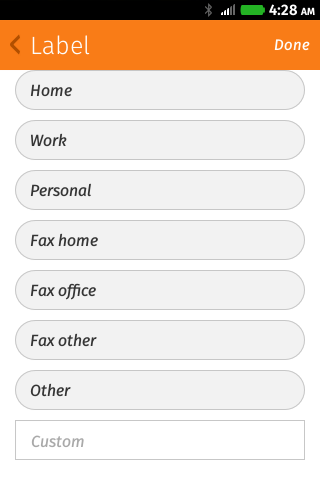 4:28 AM
Label
Done
Home
Work
Personal
Fax home
Fax office
Fax other
Other
Custom